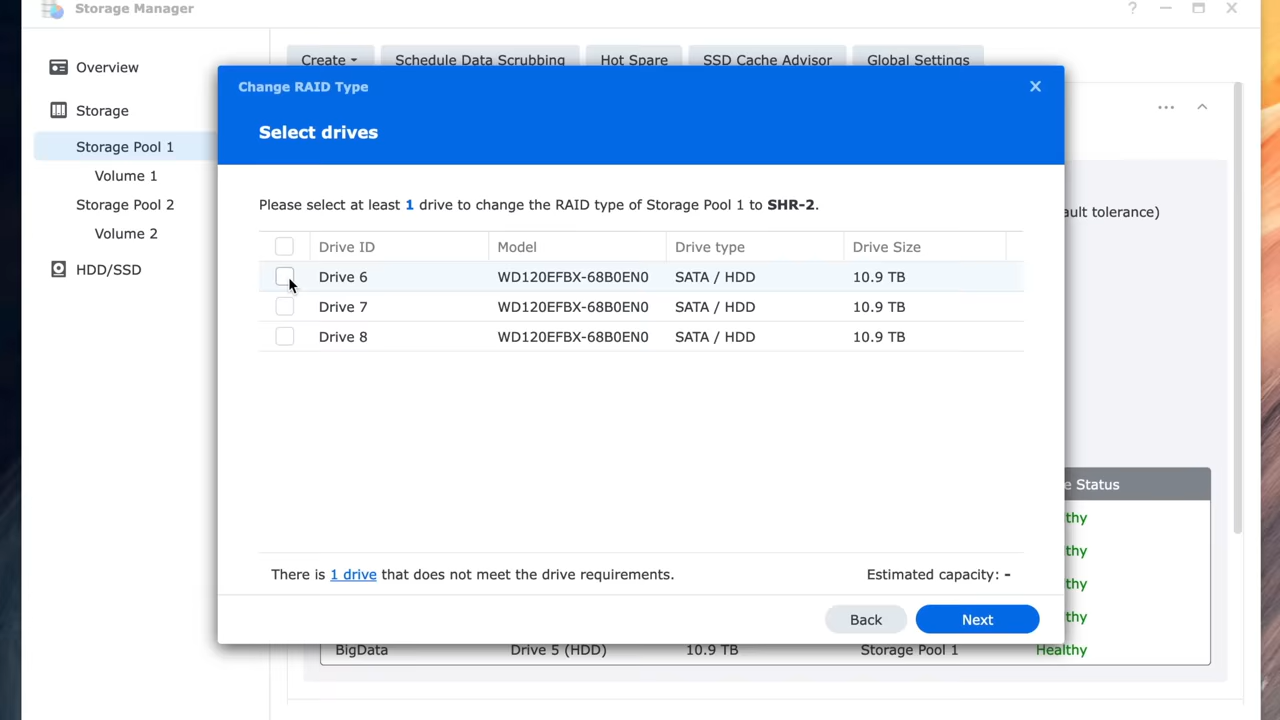 Storage Manager
?
Create
Schedule Data Scrubbing
Hot Spare
SSD Cache Advisor
Global Settings
Overview
Storage
Storage Pool 1
Volume 1
Storage Pool 2
Volume 2
HDD/SSD
Change RAID Type
Select drives
Please select at least 1 drive to change the RAID type of Storage Pool 1 to SHR-2.
Drive ID Model Drive type Drive Size
Drive 6 WD120EFBX-68B0EN0 SATA / HDD 10.9 TB
Drive 7 WD120EFBX-68B0EN0 SATA / HDD 10.9 TB
Drive 8 WD120EFBX-68B0EN0 SATA / HDD 10.9 TB
There is 1 drive that does not meet the drive requirements.
Estimated capacity: -
Back
Next
ault tolerance)
e Status
thy
thy
thy
thy
BigData Drive 5 (HDD) 10.9 TB Storage Pool 1 Healthy